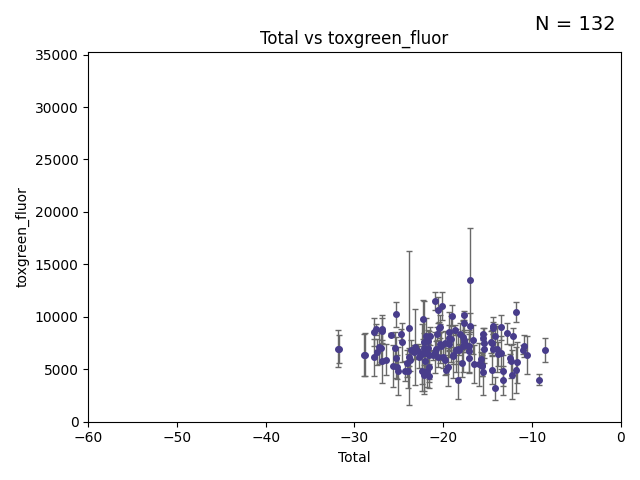 N = 132
Total vs toxgreen_fluor
35000
30000
25000
20000
15000
10000
5000
0
toxgreen_fluor
−60 −50 −40 −30 −20 −10 0
Total